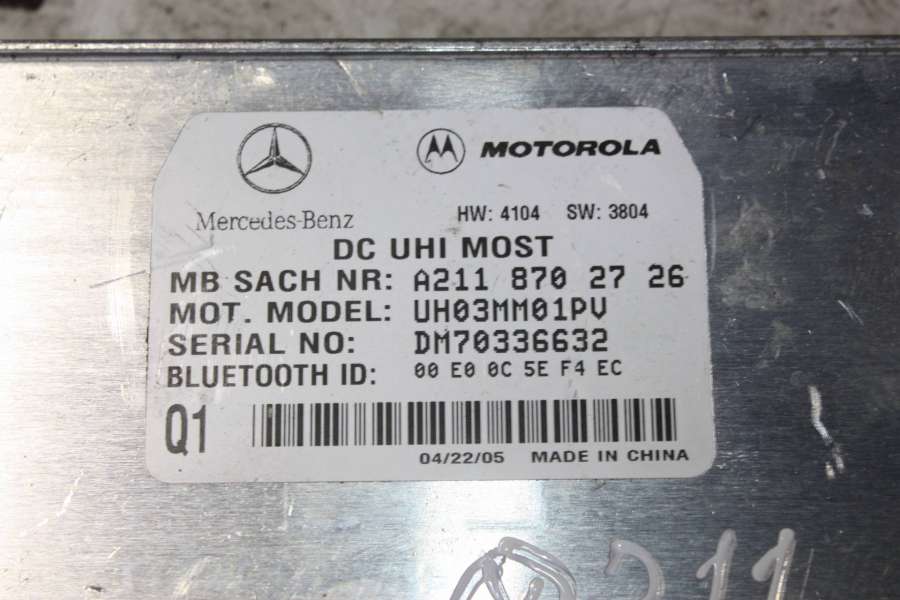 MOTOROLA
Mercedes-Benz
HW: 4104 SW: 3804
DC UHI MOST
MB SACH NR: A211 870 27 26
MOT. MODEL: UH03MM01PV
SERIAL NO: DM70336632
BLUETOOTH ID: 00 E0 0C 5E F4 EC
Q1
04/22/05 MADE IN CHINA
211